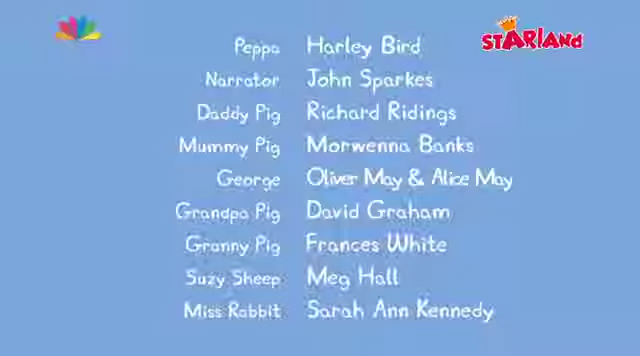 STARLAND
Peppa Harley Bird
Narrator John Sparkes
Daddy Pig Richard Ridings
Mummy Pig Morwenna Banks
George Oliver May & Alice May
Grandpa Pig David Graham
Granny Pig Frances White
Suzy Sheep Meg Hall
Miss Rabbit Sarah Ann Kennedy